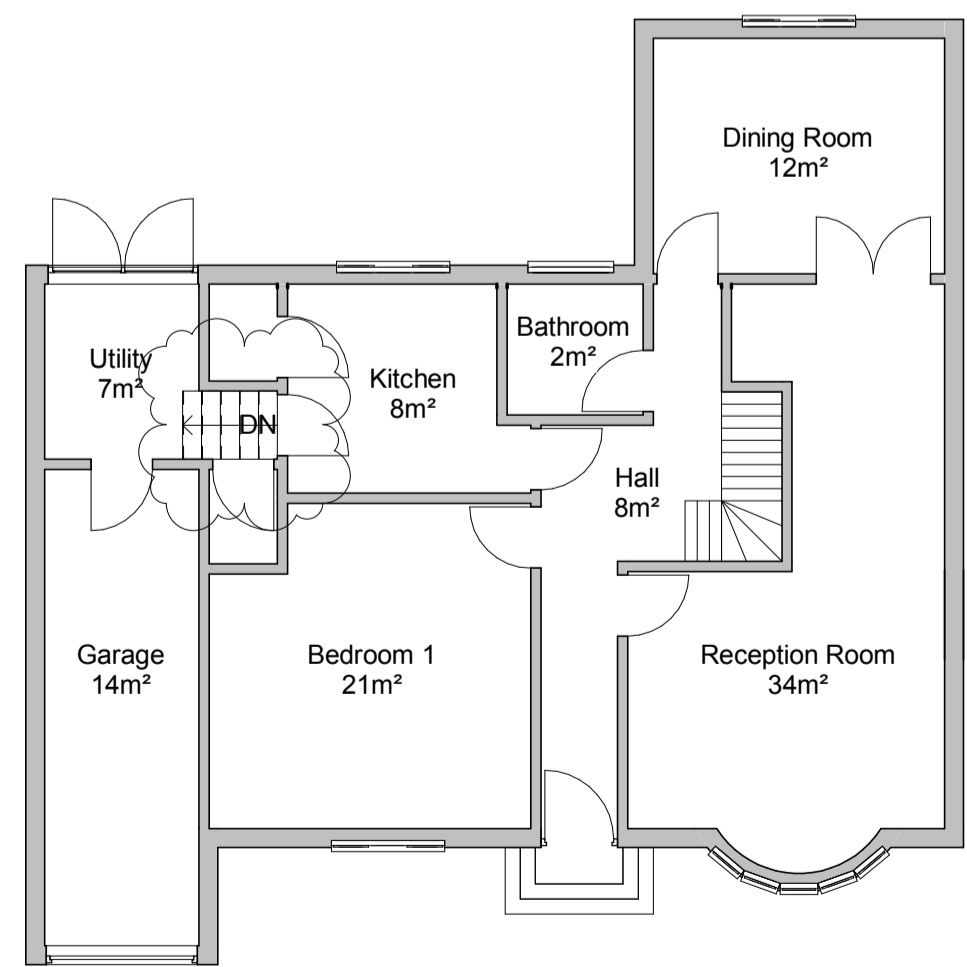 Dining Room
12m²
Bathroom
2m²
Utility
7m²
Kitchen
8m²
DN
Hall
8m²
Garage
14m²
Bedroom 1
21m²
Reception Room
34m²